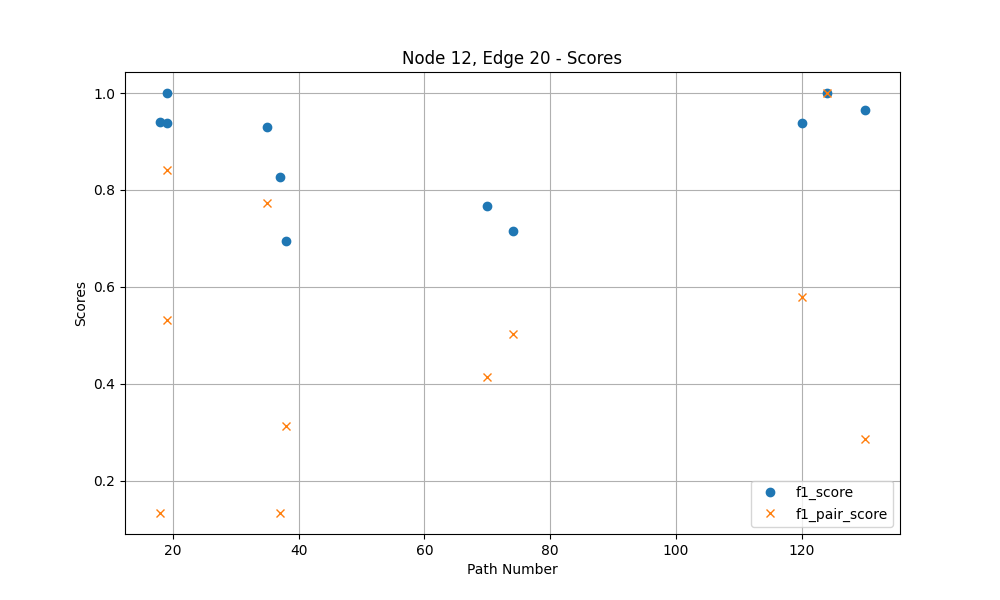 Node 12, Edge 20 - Scores
1.0
0.8
0.6
0.4
0.2
Scores
20 40 60 80 100 120
Path Number
f1_score
f1_pair_score